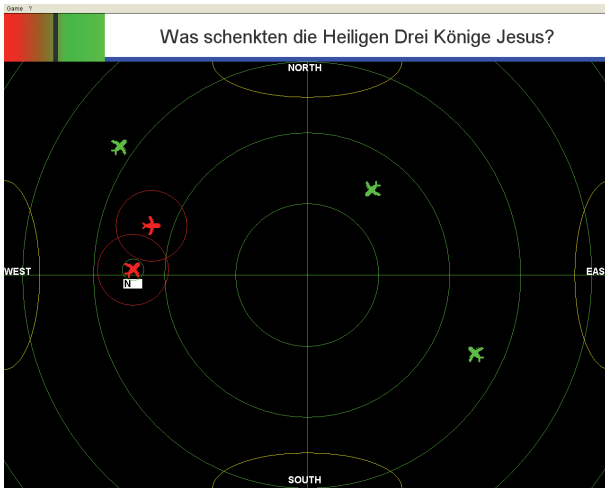 Game ?
Was schenkten die Heiligen Drei Könige Jesus?
NORTH
WEST
EAS
N
SOUTH